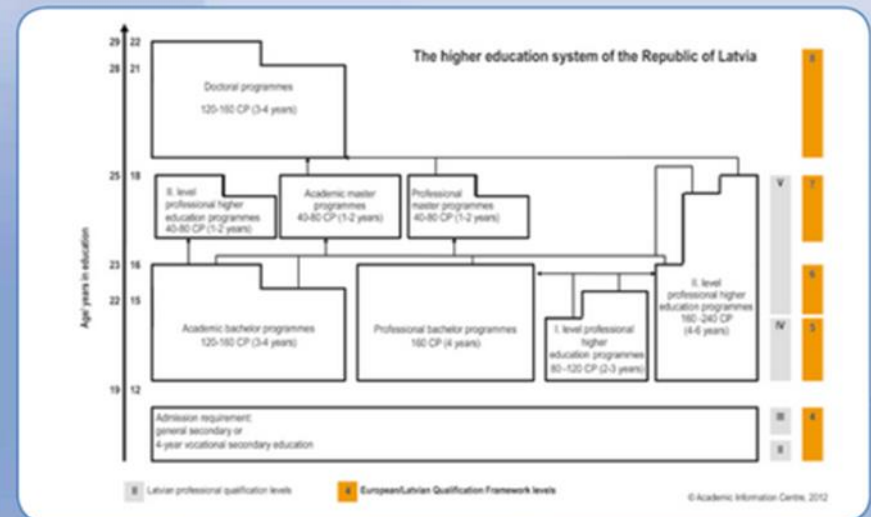 The higher education system of the Republic of Latvia
29 22
28 21
Doctoral programmes
120-160 CP (3-4 years)
8
25 18
II. level
professional higher
education programmes
40-80 CP (1-2 years)
Academic master
programmes
40-80 CP (1-2 years)
Professional
master programmes
40-80 CP (1-2 years)
V
7
Age/ years in education
23 16
22 15
Academic bachelor programmes
120-160 CP (3-4 years)
Professional bachelor programmes
160 CP (4 years)
I. level professional
higher
education programmes
80-120 CP (2-3 years)
II. level
professional higher
education programmes
160-240 CP
(4-6 years)
6
IV
5
19 12
Admission requirement:
general secondary or
4-year vocational secondary education
III
4
II
II Latvian professional qualification levels
4 European/Latvian Qualification Framework levels
© Academic Information Centre, 2012